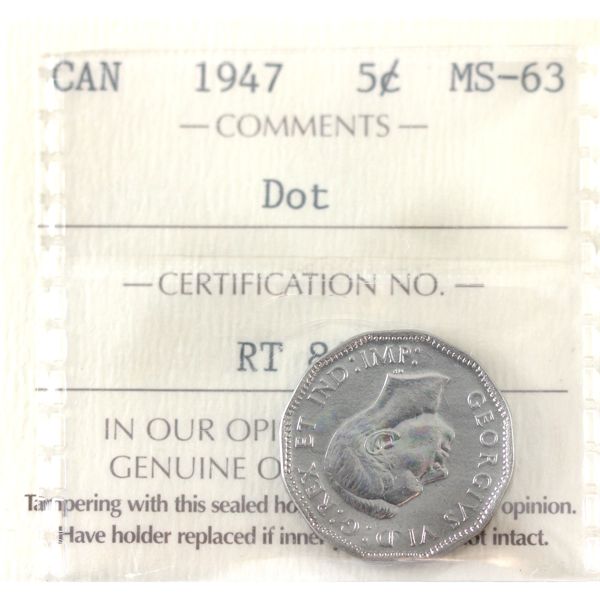 CAN 1947 5¢ MS-63
— COMMENTS —
Dot
— CERTIFICATION NO. —
RT 8
IN OUR OPI
GENUINE O
Tampering with this sealed ho opinion.
Have holder replaced if inner ot intact.
GEORGIVS VI D:G:REX ET IND:IMP: